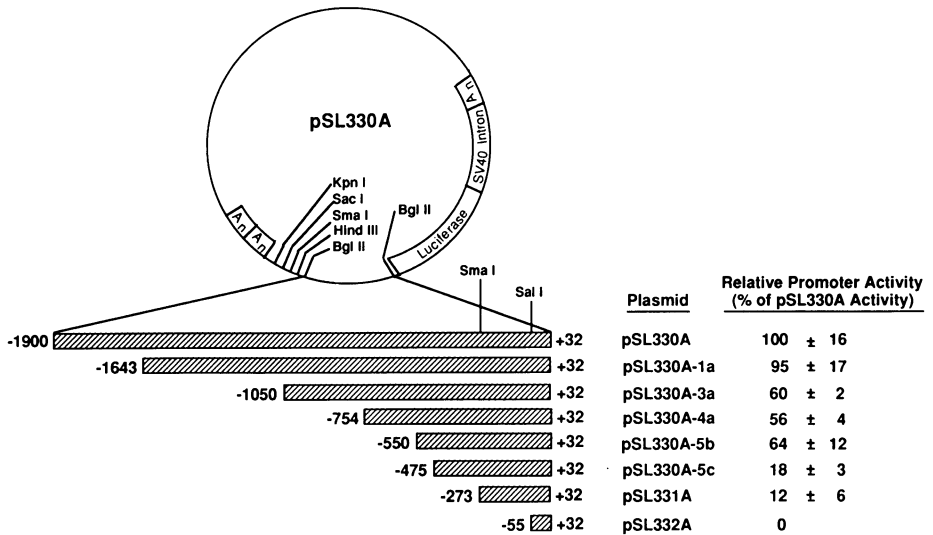 pSL330A
A n
SV40 Intron
Luciferase
Bgl II
Kpn I
Sac I
Sma I
Hind III
Bgl II
A n
A n
Sma I
Sal I
Plasmid
Relative Promoter Activity
(% of pSL330A Activity)
-1900 +32 pSL330A 100 ± 16
-1643 +32 pSL330A-1a 95 ± 17
-1050 +32 pSL330A-3a 60 ± 2
-754 +32 pSL330A-4a 56 ± 4
-550 +32 pSL330A-5b 64 ± 12
-475 +32 pSL330A-5c 18 ± 3
-273 +32 pSL331A 12 ± 6
-55 +32 pSL332A 0